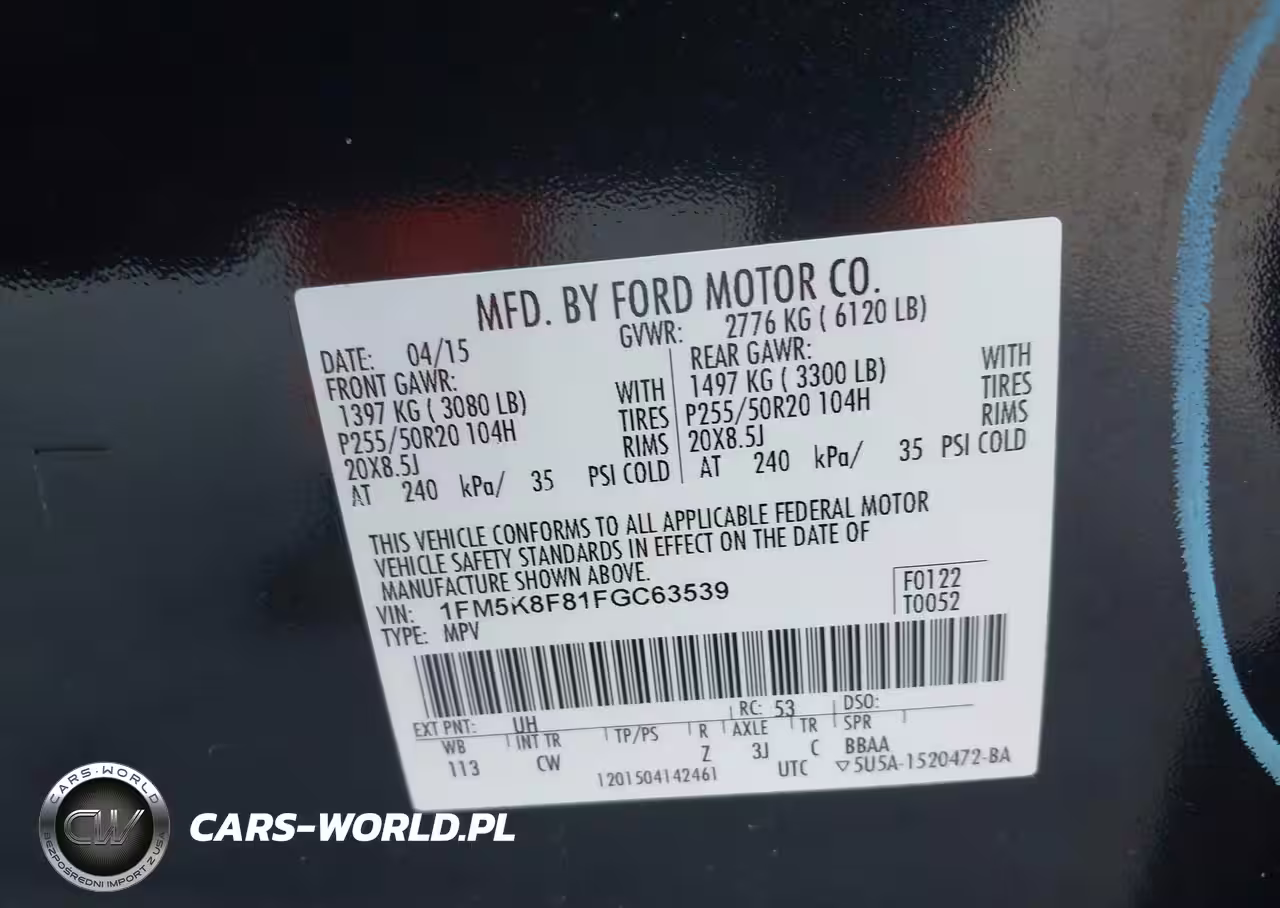 MFD. BY FORD MOTOR CO.
DATE: 04/15 GVWR: 2776 KG ( 6120 LB)
FRONT GAWR: REAR GAWR:
1397 KG ( 3080 LB) WITH 1497 KG ( 3300 LB) WITH
P255/50R20 104H TIRES P255/50R20 104H TIRES
20X8.5J RIMS 20X8.5J RIMS
AT 240 kPa/ 35 PSI COLD AT 240 kPa/ 35 PSI COLD
THIS VEHICLE CONFORMS TO ALL APPLICABLE FEDERAL MOTOR
VEHICLE SAFETY STANDARDS IN EFFECT ON THE DATE OF
MANUFACTURE SHOWN ABOVE.
VIN: 1FM5K8F81FGC63539
TYPE: MPV
F0122
T0052
EXT PNT: UH RC: 53 DSO:
WB INT TR TP/PS R AXLE TR SPR
113 CW Z 3J C BBAA
1201504142461 UTC ▽5U5A-1520472-BA
CARS-WORLD
CW
BEZPOŚREDNI IMPORT Z USA
CARS-WORLD.PL